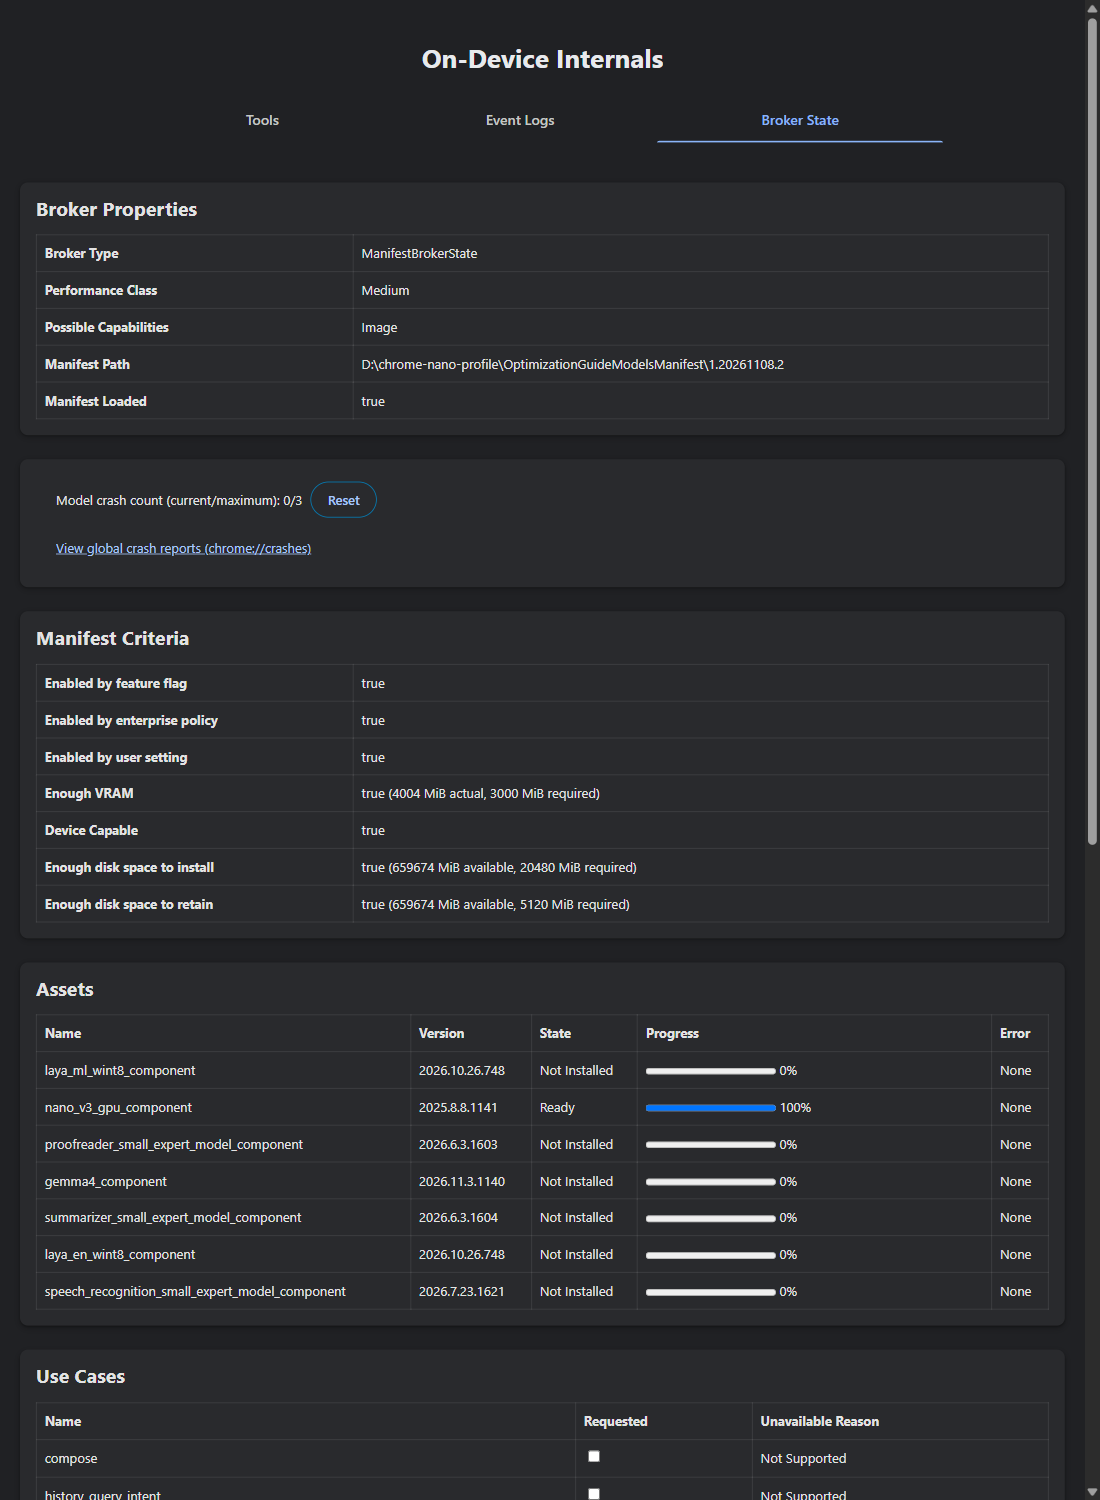 On-Device Internals
Tools Event Logs Broker State
Broker Properties
Broker Type ManifestBrokerState
Performance Class Medium
Possible Capabilities Image
Manifest Path D:\chrome-nano-profile\OptimizationGuideModelsManifest\1.20261108.2
Manifest Loaded true
Model crash count (current/maximum): 0/3 Reset
View global crash reports (chrome://crashes)
Manifest Criteria
Enabled by feature flag true
Enabled by enterprise policy true
Enabled by user setting true
Enough VRAM true (4004 MiB actual, 3000 MiB required)
Device Capable true
Enough disk space to install true (659674 MiB available, 20480 MiB required)
Enough disk space to retain true (659674 MiB available, 5120 MiB required)
Assets
Name Version State Progress Error
laya_ml_wint8_component 2026.10.26.748 Not Installed 0% None
nano_v3_gpu_component 2025.8.8.1141 Ready 100% None
proofreader_small_expert_model_component 2026.6.3.1603 Not Installed 0% None
gemma4_component 2026.11.3.1140 Not Installed 0% None
summarizer_small_expert_model_component 2026.6.3.1604 Not Installed 0% None
laya_en_wint8_component 2026.10.26.748 Not Installed 0% None
speech_recognition_small_expert_model_component 2026.7.23.1621 Not Installed 0% None
Use Cases
Name Requested Unavailable Reason
compose Not Supported
history_query_intent Not Supported